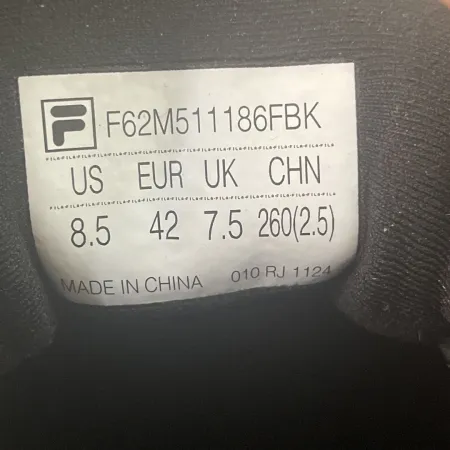 F F62M511186FBK
US EUR UK CHN
8.5 42 7.5 260(2.5)
MADE IN CHINA 010 RJ 1124